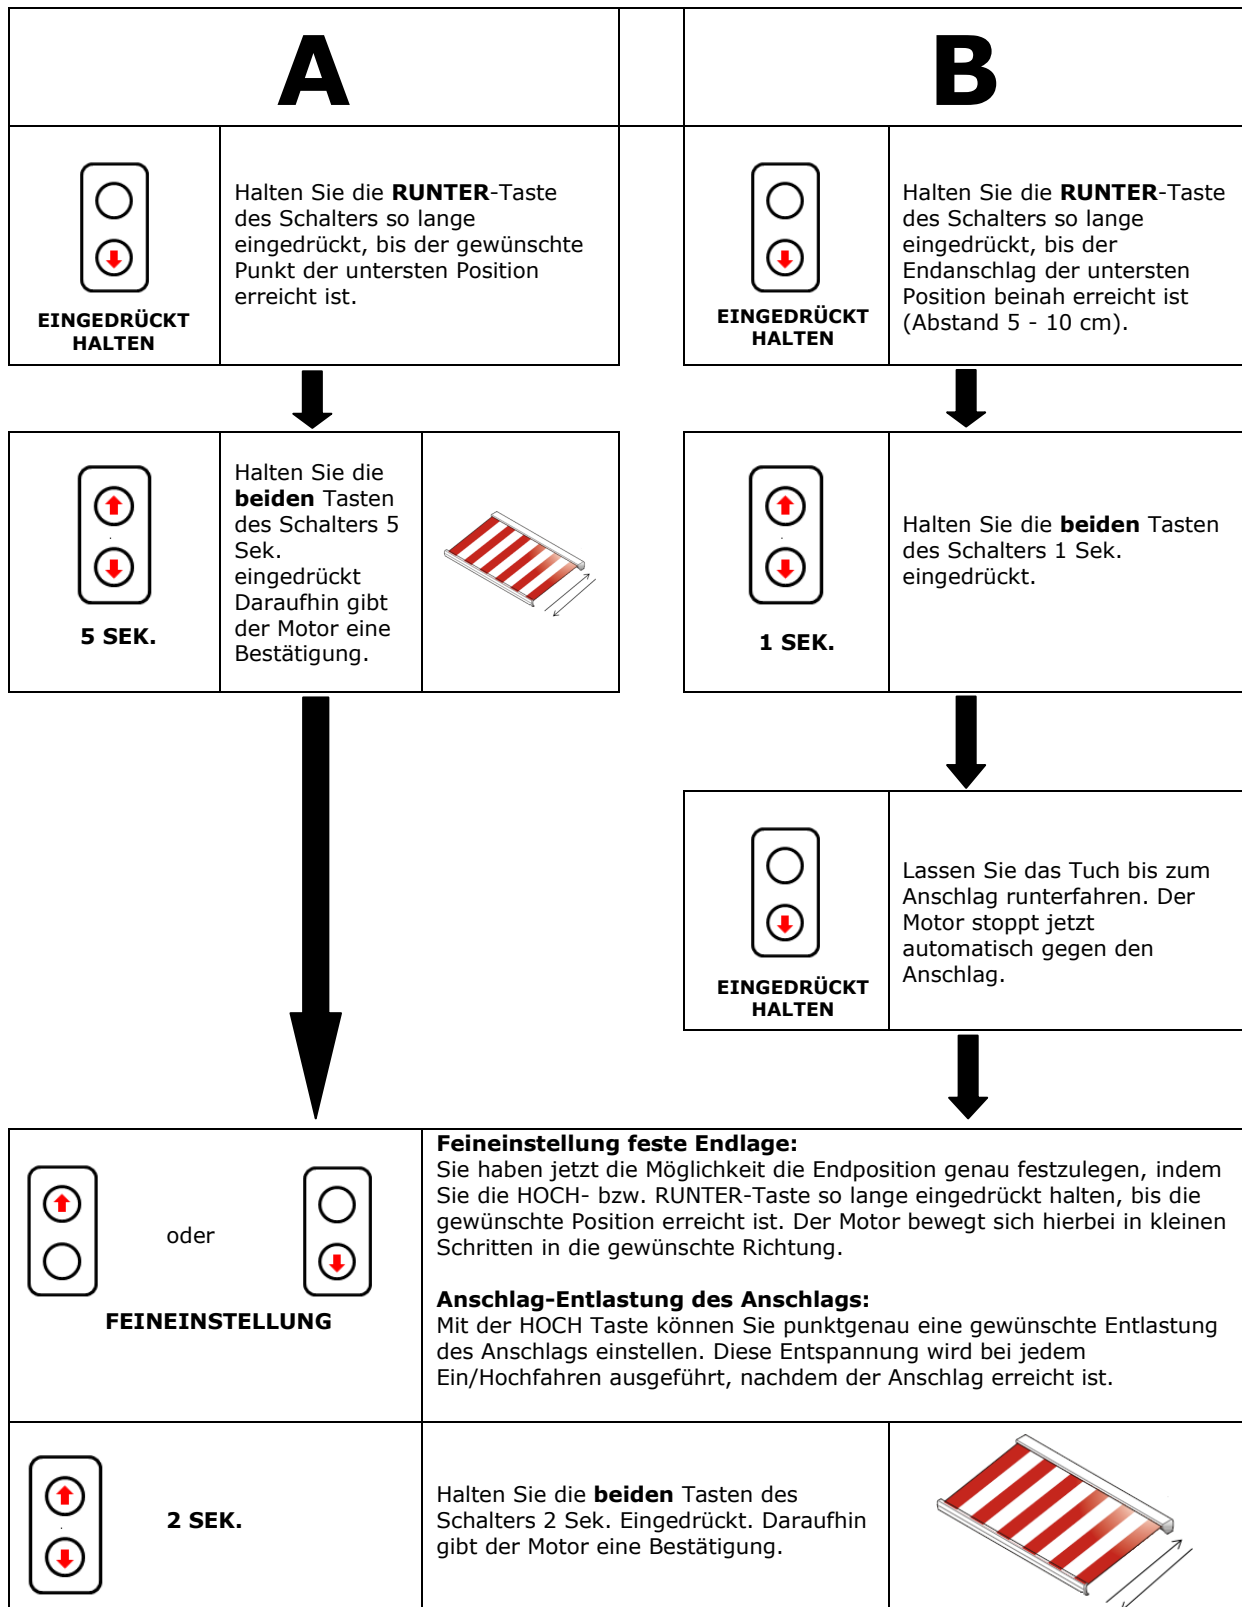 A
B
EINGEDRÜCKT
HALTEN
Halten Sie die RUNTER-Taste
des Schalters so lange
eingedrückt, bis der gewünschte
Punkt der untersten Position
erreicht ist.
EINGEDRÜCKT
HALTEN
Halten Sie die RUNTER-Taste
des Schalters so lange
eingedrückt, bis der
Endanschlag der untersten
Position beinah erreicht ist
(Abstand 5 - 10 cm).
5 SEK.
Halten Sie die
beiden Tasten
des Schalters 5
Sek.
eingedrückt
Daraufhin gibt
der Motor eine
Bestätigung.
1 SEK.
Halten Sie die beiden Tasten
des Schalters 1 Sek.
eingedrückt.
EINGEDRÜCKT
HALTEN
Lassen Sie das Tuch bis zum
Anschlag runterfahren. Der
Motor stoppt jetzt
automatisch gegen den
Anschlag.
oder
FEINEINSTELLUNG
Feineinstellung feste Endlage:
Sie haben jetzt die Möglichkeit die Endposition genau festzulegen, indem
Sie die HOCH- bzw. RUNTER-Taste so lange eingedrückt halten, bis die
gewünschte Position erreicht ist. Der Motor bewegt sich hierbei in kleinen
Schritten in die gewünschte Richtung.
Anschlag-Entlastung des Anschlags:
Mit der HOCH Taste können Sie punktgenau eine gewünschte Entlastung
des Anschlags einstellen. Diese Entspannung wird bei jedem
Ein/Hochfahren ausgeführt, nachdem der Anschlag erreicht ist.
2 SEK.
Halten Sie die beiden Tasten des
Schalters 2 Sek. Eingedrückt. Daraufhin
gibt der Motor eine Bestätigung.